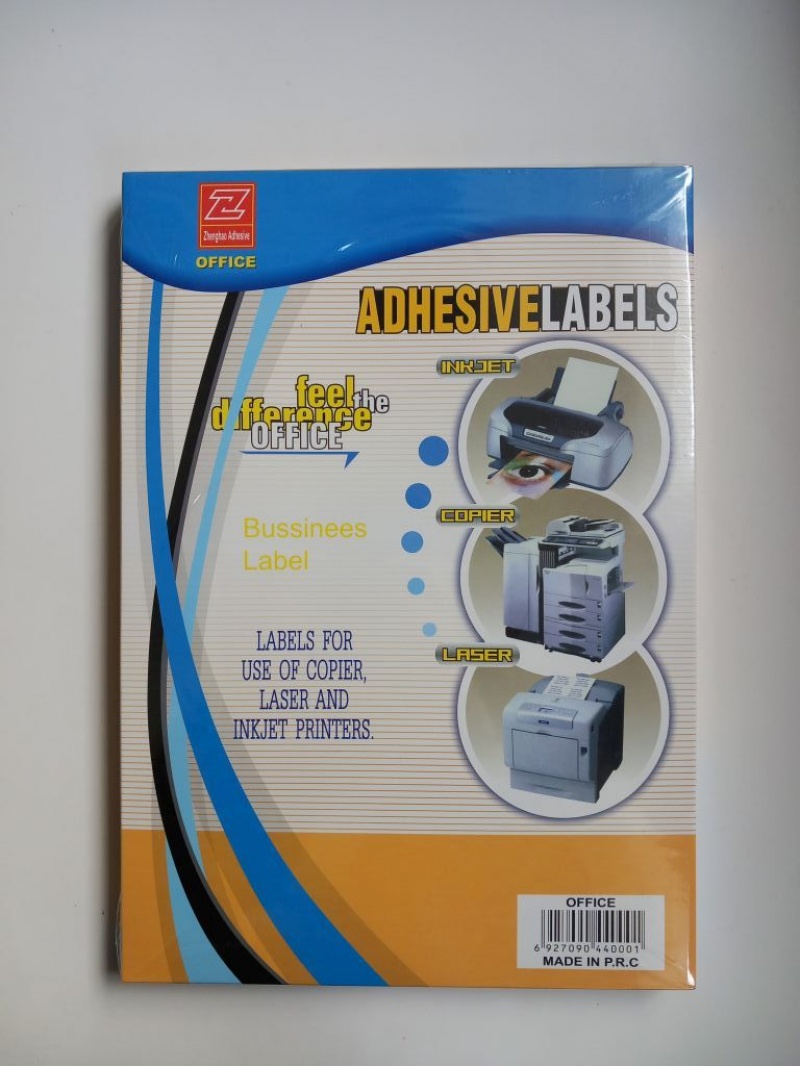 Zhenghao Adhesive
OFFICE
ADHESIVELABELS
INKJET
feel the
difference
OFFICE
COPIER
Bussinees
Label
LABELS FOR
USE OF COPIER,
LASER AND
INKJET PRINTERS.
LASER
OFFICE
6 927090 440001
MADE IN P.R.C